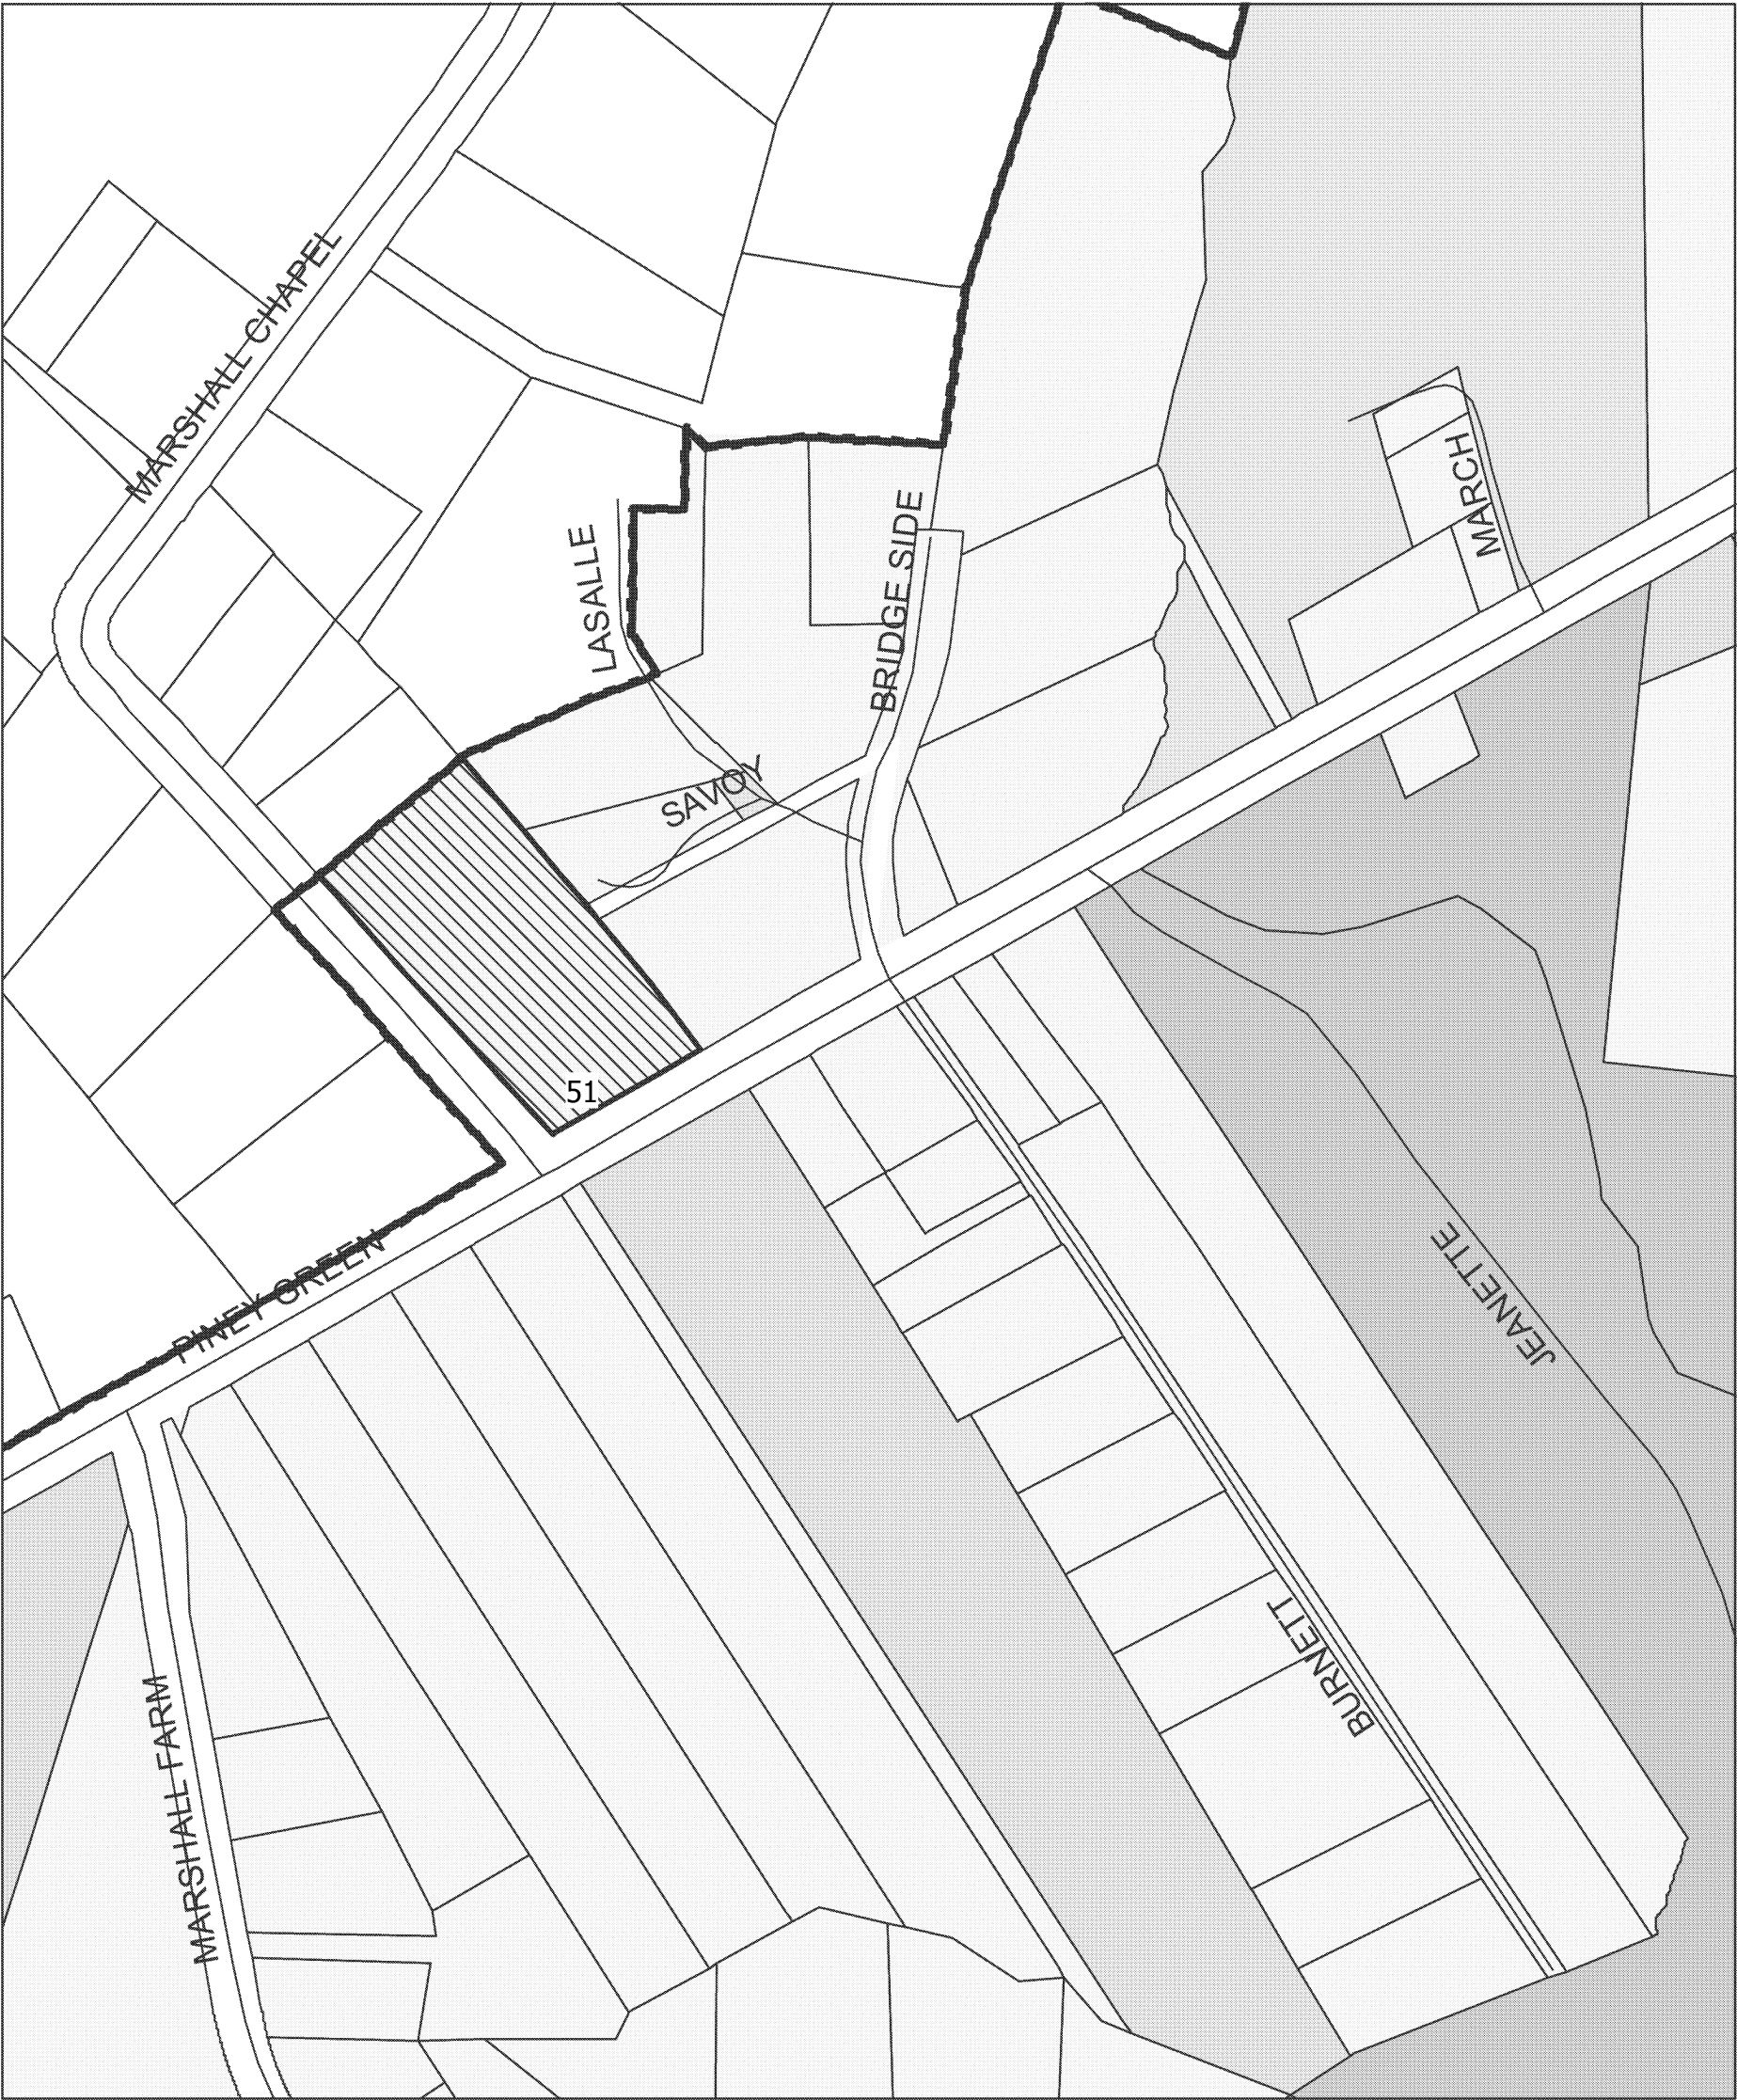 MARSHALL CHAPEL
MARCH
LASALLE
BRIDGE SIDE
SAVOY
51
PINEY GREEN
JEANETTE
BURNETT
MARSHALL FARM